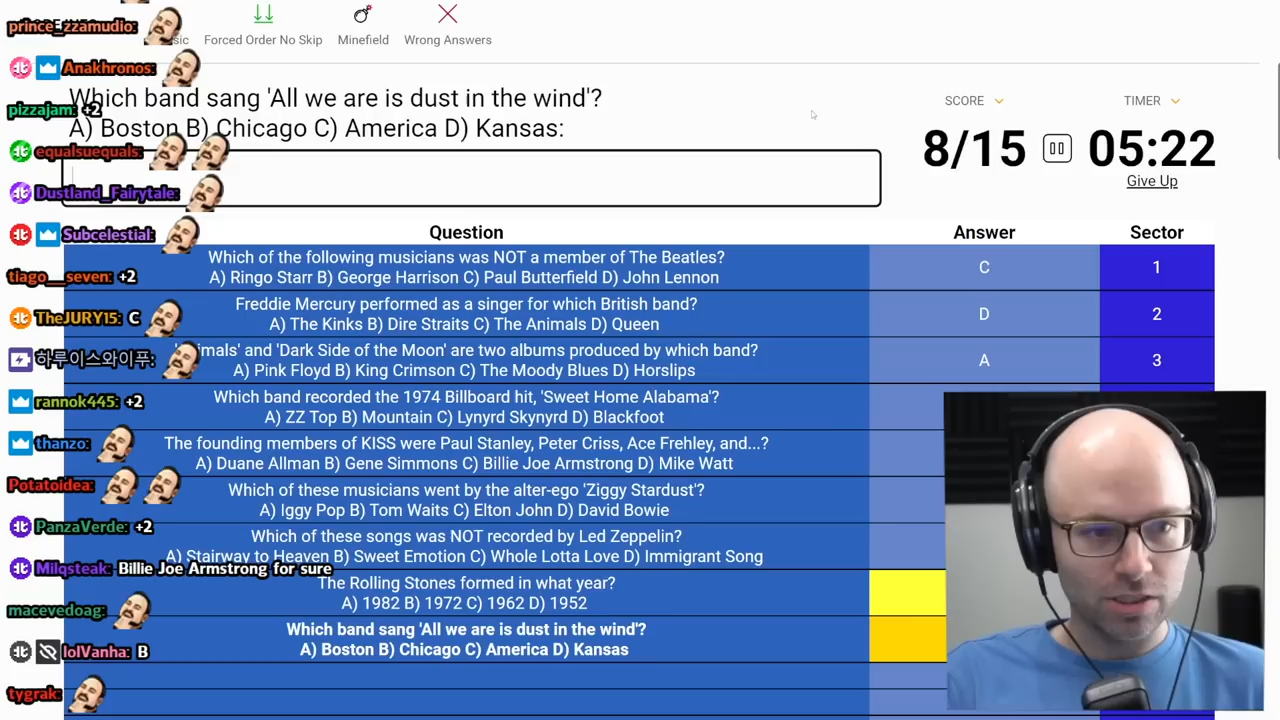 prince_zzamudio:
sic
Forced Order No Skip
Minefield
Wrong Answers
Anakhronos:
pizzajam: +2
equalsuequals:
Dustland_Fairytale:
Subcelestial:
tiago__seven: +2
TheJURY15: C
하루이스와이푸:
rannok445: +2
thanzo:
Potatoidea:
PanzaVerde: +2
Milqsteak: Billie Joe Armstrong for sure
macevedoag:
lolVanha: B
tygrak:
Which band sang 'All we are is dust in the wind'?
A) Boston B) Chicago C) America D) Kansas:
SCORE
TIMER
8/15
05:22
Give Up
Question
Answer
Sector
Which of the following musicians was NOT a member of The Beatles?
A) Ringo Starr B) George Harrison C) Paul Butterfield D) John Lennon
C
1
Freddie Mercury performed as a singer for which British band?
A) The Kinks B) Dire Straits C) The Animals D) Queen
D
2
imals' and 'Dark Side of the Moon' are two albums produced by which band?
A) Pink Floyd B) King Crimson C) The Moody Blues D) Horslips
A
3
Which band recorded the 1974 Billboard hit, 'Sweet Home Alabama'?
A) ZZ Top B) Mountain C) Lynyrd Skynyrd D) Blackfoot
The founding members of KISS were Paul Stanley, Peter Criss, Ace Frehley, and...?
A) Duane Allman B) Gene Simmons C) Billie Joe Armstrong D) Mike Watt
Which of these musicians went by the alter-ego 'Ziggy Stardust'?
A) Iggy Pop B) Tom Waits C) Elton John D) David Bowie
Which of these songs was NOT recorded by Led Zeppelin?
A) Stairway to Heaven B) Sweet Emotion C) Whole Lotta Love D) Immigrant Song
The Rolling Stones formed in what year?
A) 1982 B) 1972 C) 1962 D) 1952
Which band sang 'All we are is dust in the wind'?
A) Boston B) Chicago C) America D) Kansas